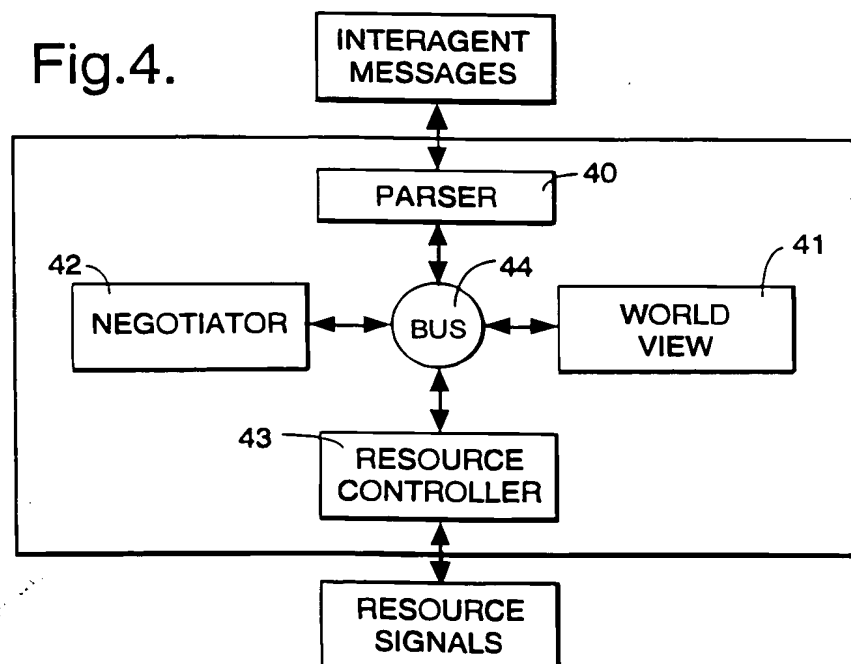 Fig.4.
INTERAGENT
MESSAGES
PARSER
40
42
44
41
NEGOTIATOR
BUS
WORLD
VIEW
43
RESOURCE
CONTROLLER
RESOURCE
SIGNALS